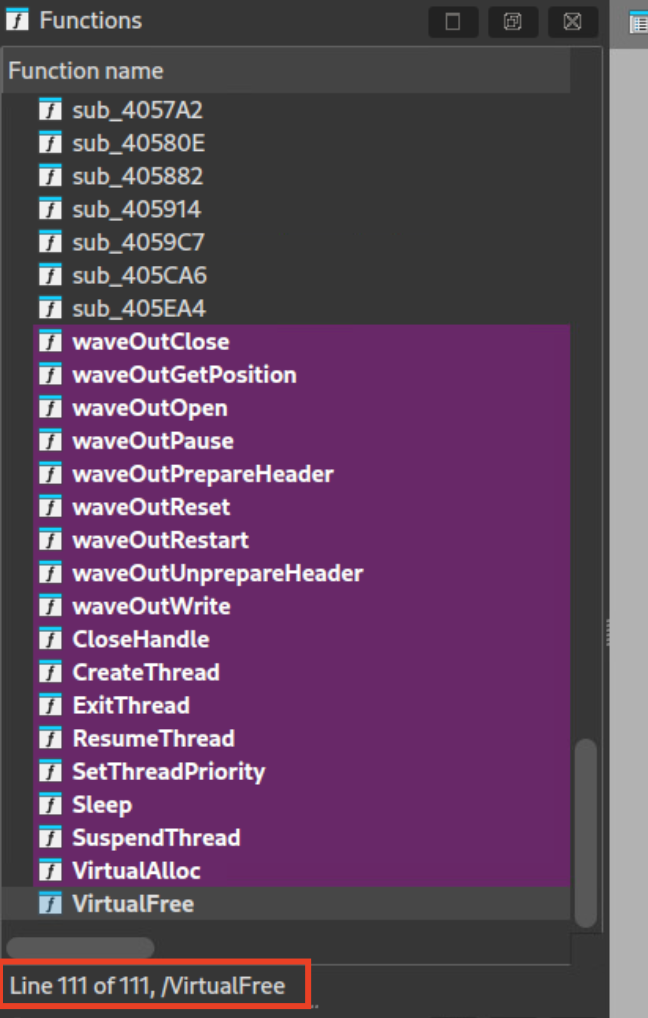 Functions
Function name
sub_4057A2
sub_40580E
sub_405882
sub_405914
sub_4059C7
sub_405CA6
sub_405EA4
waveOutClose
waveOutGetPosition
waveOutOpen
waveOutPause
waveOutPrepareHeader
waveOutReset
waveOutRestart
waveOutUnprepareHeader
waveOutWrite
CloseHandle
CreateThread
ExitThread
ResumeThread
SetThreadPriority
Sleep
SuspendThread
VirtualAlloc
VirtualFree
Line 111 of 111, /VirtualFree